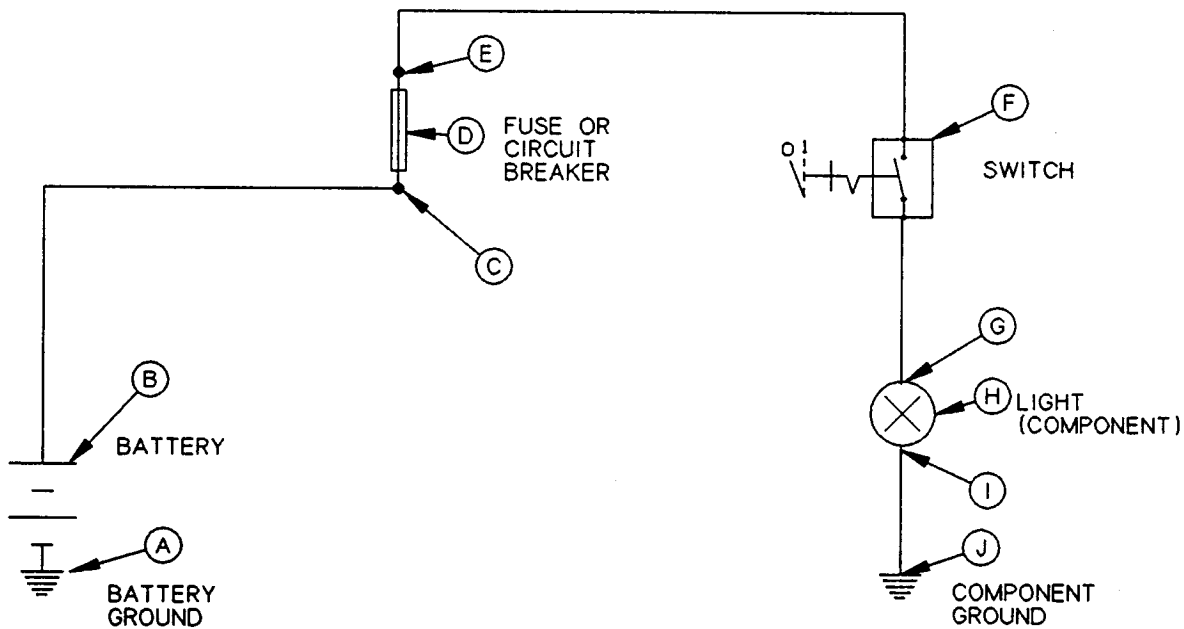 E
D
FUSE OR
CIRCUIT
BREAKER
F
O I
SWITCH
C
G
B
H
LIGHT
(COMPONENT)
BATTERY
I
A
J
BATTERY
GROUND
COMPONENT
GROUND